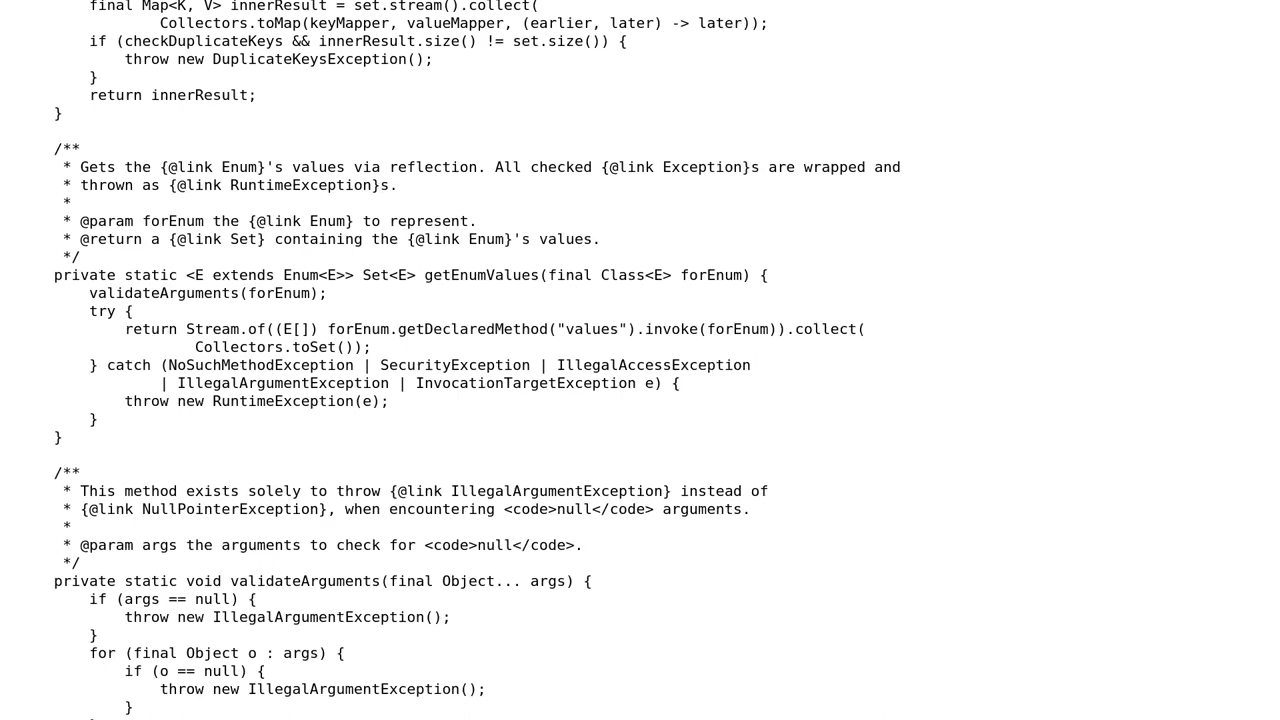 final Map<K, V> innerResult = set.stream().collect(
            Collectors.toMap(keyMapper, valueMapper, (earlier, later) -> later));
    if (checkDuplicateKeys && innerResult.size() != set.size()) {
        throw new DuplicateKeysException();
    }
    return innerResult;
}

/**
 * Gets the {@link Enum}'s values via reflection. All checked {@link Exception}s are wrapped and
 * thrown as {@link RuntimeException}s.
 *
 * @param forEnum the {@link Enum} to represent.
 * @return a {@link Set} containing the {@link Enum}'s values.
 */
private static <E extends Enum<E>> Set<E> getEnumValues(final Class<E> forEnum) {
    validateArguments(forEnum);
    try {
        return Stream.of((E[]) forEnum.getDeclaredMethod("values").invoke(forEnum)).collect(
                Collectors.toSet());
    } catch (NoSuchMethodException | SecurityException | IllegalAccessException
            | IllegalArgumentException | InvocationTargetException e) {
        throw new RuntimeException(e);
    }
}

/**
 * This method exists solely to throw {@link IllegalArgumentException} instead of
 * {@link NullPointerException}, when encountering <code>null</code> arguments.
 *
 * @param args the arguments to check for <code>null</code>.
 */
private static void validateArguments(final Object... args) {
    if (args == null) {
        throw new IllegalArgumentException();
    }
    for (final Object o : args) {
        if (o == null) {
            throw new IllegalArgumentException();
        }